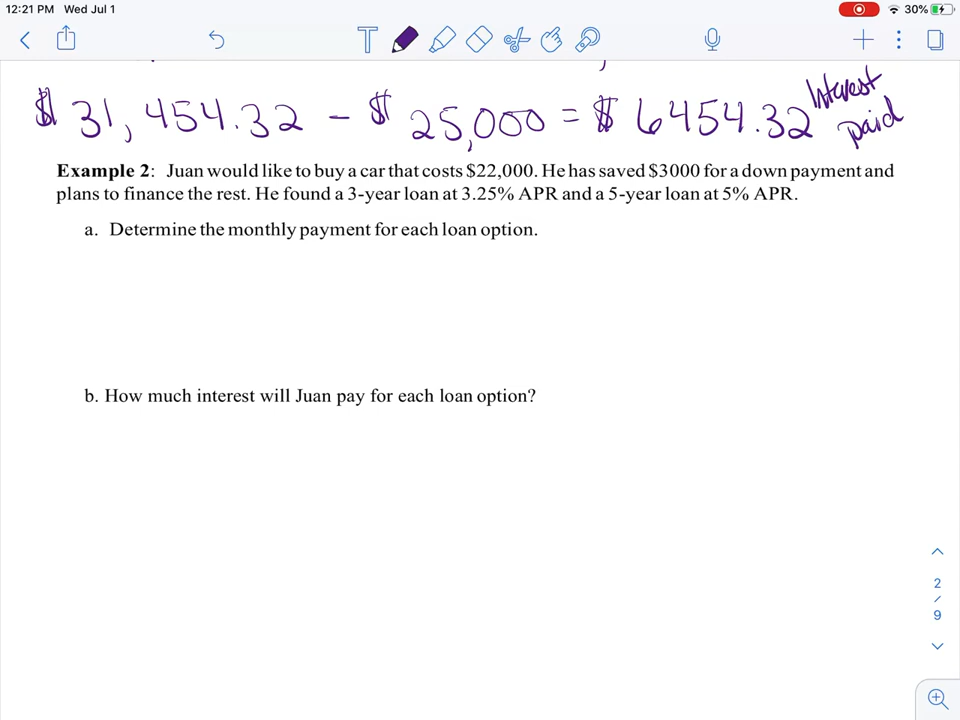 12:21 PM Wed Jul 1
30%
T
$ 31,454.32 - $ 25,000 = $ 6454.32 Interest paid
Example 2: Juan would like to buy a car that costs $22,000. He has saved $3000 for a down payment and
plans to finance the rest. He found a 3-year loan at 3.25% APR and a 5-year loan at 5% APR.
a. Determine the monthly payment for each loan option.
b. How much interest will Juan pay for each loan option?
2
/
9